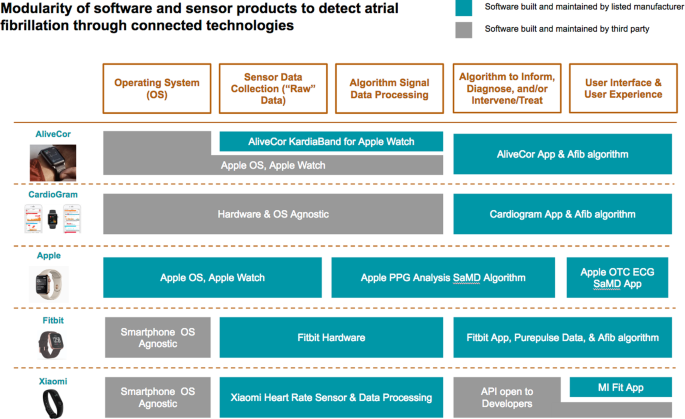 Modularity of software and sensor products to detect atrial
fibrillation through connected technologies
Software built and maintained by listed manufacturer
Software built and maintained by third party
Operating System
(OS)
Sensor Data
Collection (“Raw”
Data)
Algorithm Signal
Data Processing
Algorithm to Inform,
Diagnose, and/or
Intervene/Treat
User Interface &
User Experience
AliveCor
AliveCor KardiaBand for Apple Watch
Apple OS, Apple Watch
AliveCor App & Afib algorithm
CardioGram
Hardware & OS Agnostic
Cardiogram App & Afib algorithm
Apple
Apple OS, Apple Watch
Apple PPG Analysis SaMD Algorithm
Apple OTC ECG
SaMD App
Fitbit
Smartphone OS
Agnostic
Fitbit Hardware
Fitbit App, Purepulse Data, & Afib algorithm
Xiaomi
Smartphone OS
Agnostic
Xiaomi Heart Rate Sensor & Data Processing
API open to
Developers
MI Fit App